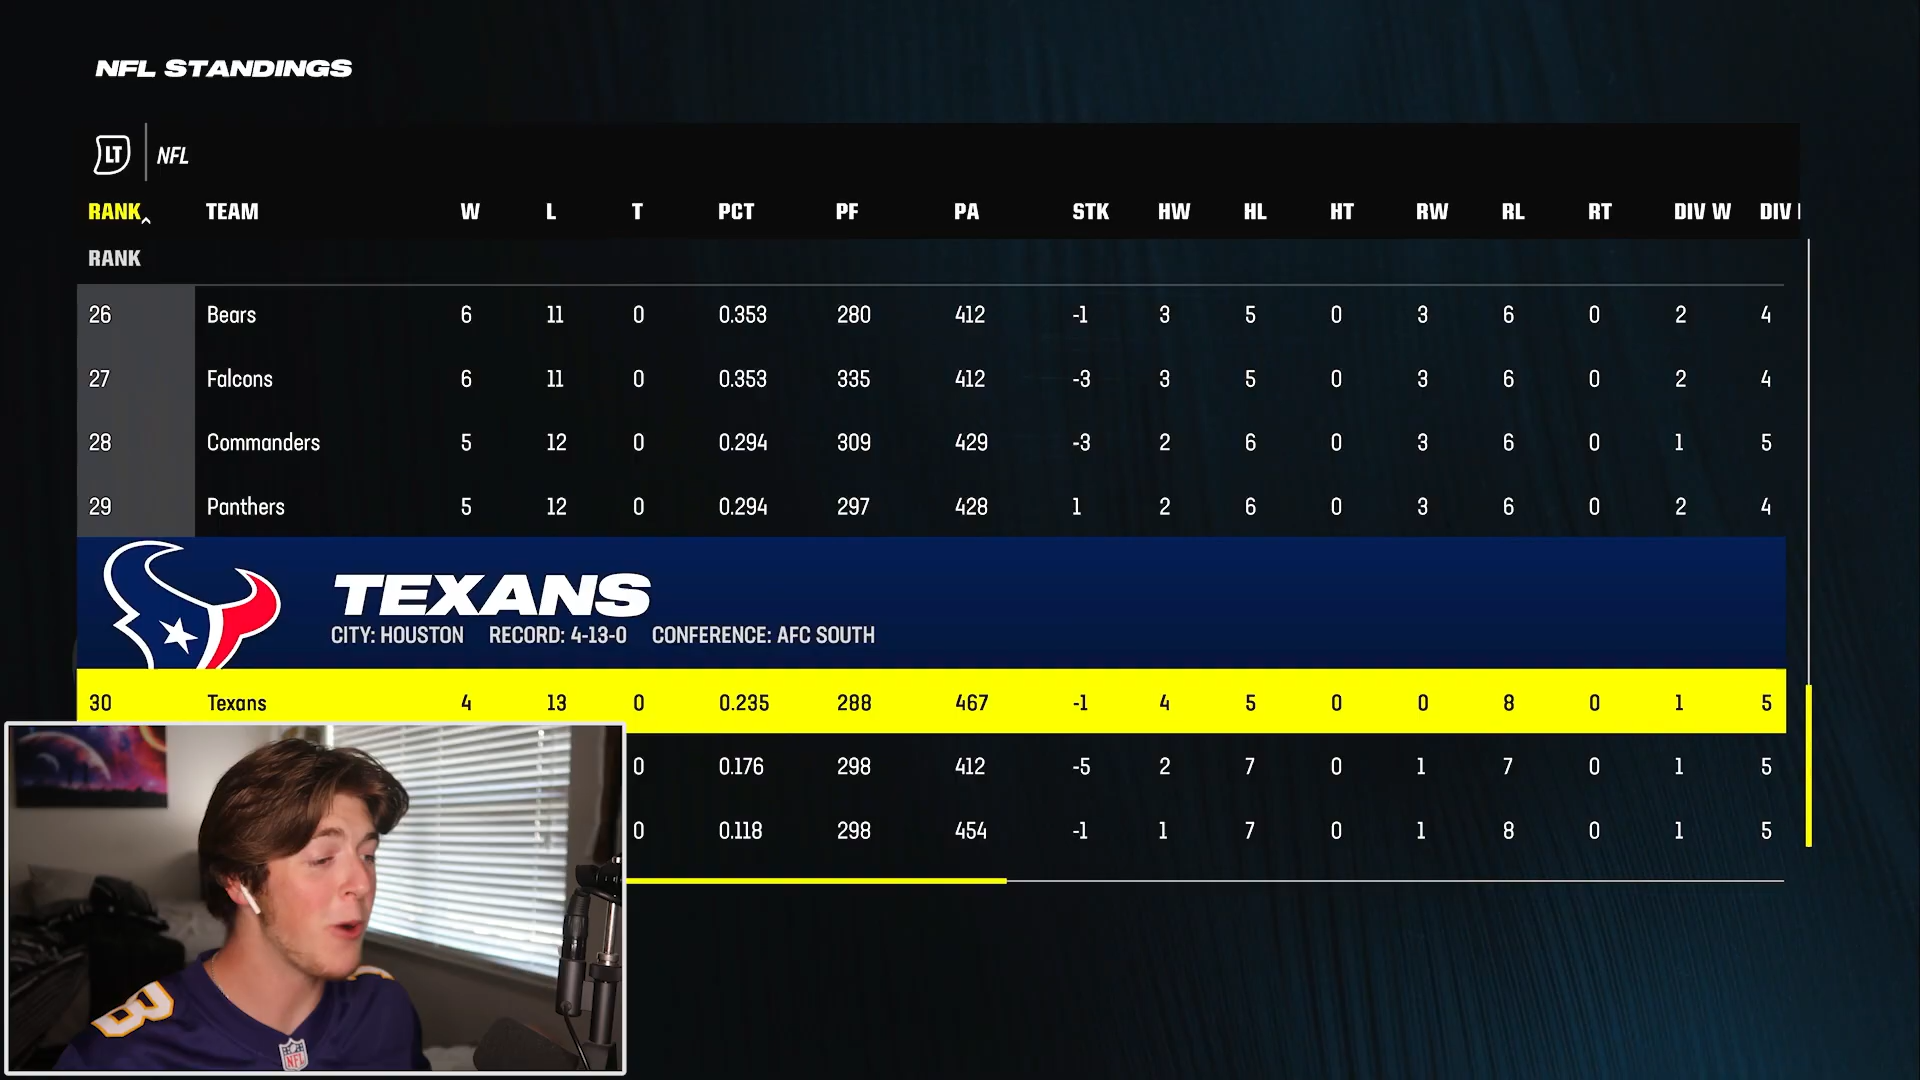 NFL STANDINGS
LT NFL
RANK TEAM W L T PCT PF PA STK HW HL HT RW RL RT DIV W DIV
RANK
26 Bears 6 11 0 0.353 280 412 -1 3 5 0 3 6 0 2 4
27 Falcons 6 11 0 0.353 335 412 -3 3 5 0 3 6 0 2 4
28 Commanders 5 12 0 0.294 309 429 -3 2 6 0 3 6 0 1 5
29 Panthers 5 12 0 0.294 297 428 1 2 6 0 3 6 0 2 4
TEXANS
CITY: HOUSTON RECORD: 4-13-0 CONFERENCE: AFC SOUTH
30 Texans 4 13 0 0.235 288 467 -1 4 5 0 0 8 0 1 5
0 0.176 298 412 -5 2 7 0 1 7 0 1 5
0 0.118 298 454 -1 1 7 0 1 8 0 1 5
NFL